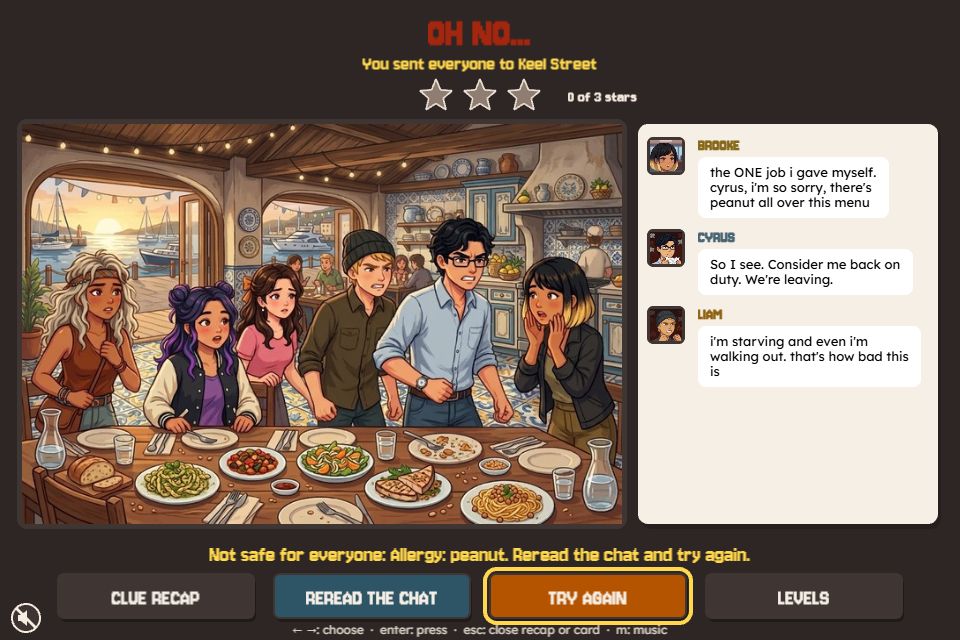 OH NO...
You sent everyone to Keel Street
0 of 3 stars
BROOKE
the ONE job i gave myself.
cyrus, i'm so sorry, there's
peanut all over this menu
CYRUS
So I see. Consider me back on
duty. We're leaving.
LIAM
i'm starving and even i'm
walking out. that's how bad this
is
Not safe for everyone: Allergy: peanut. Reread the chat and try again.
CLUE RECAP
REREAD THE CHAT
TRY AGAIN
LEVELS
← →: choose · enter: press · esc: close recap or card · m: music